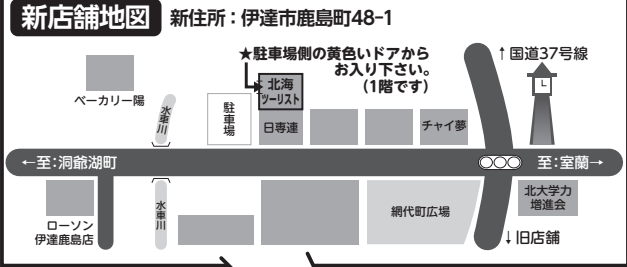 新店舗地図 新住所：伊達市鹿島町48-1
★駐車場側の黄色いドアから
お入り下さい。
(1階です)
↑国道37号線
ベーカリー陽
水車川
駐車場
北海
ツーリスト
日専連
チャイ夢
←至：洞爺湖町
至：室蘭→
ローソン
伊達鹿島店
水車川
網代町広場
北大学力
増進会
↓旧店舗